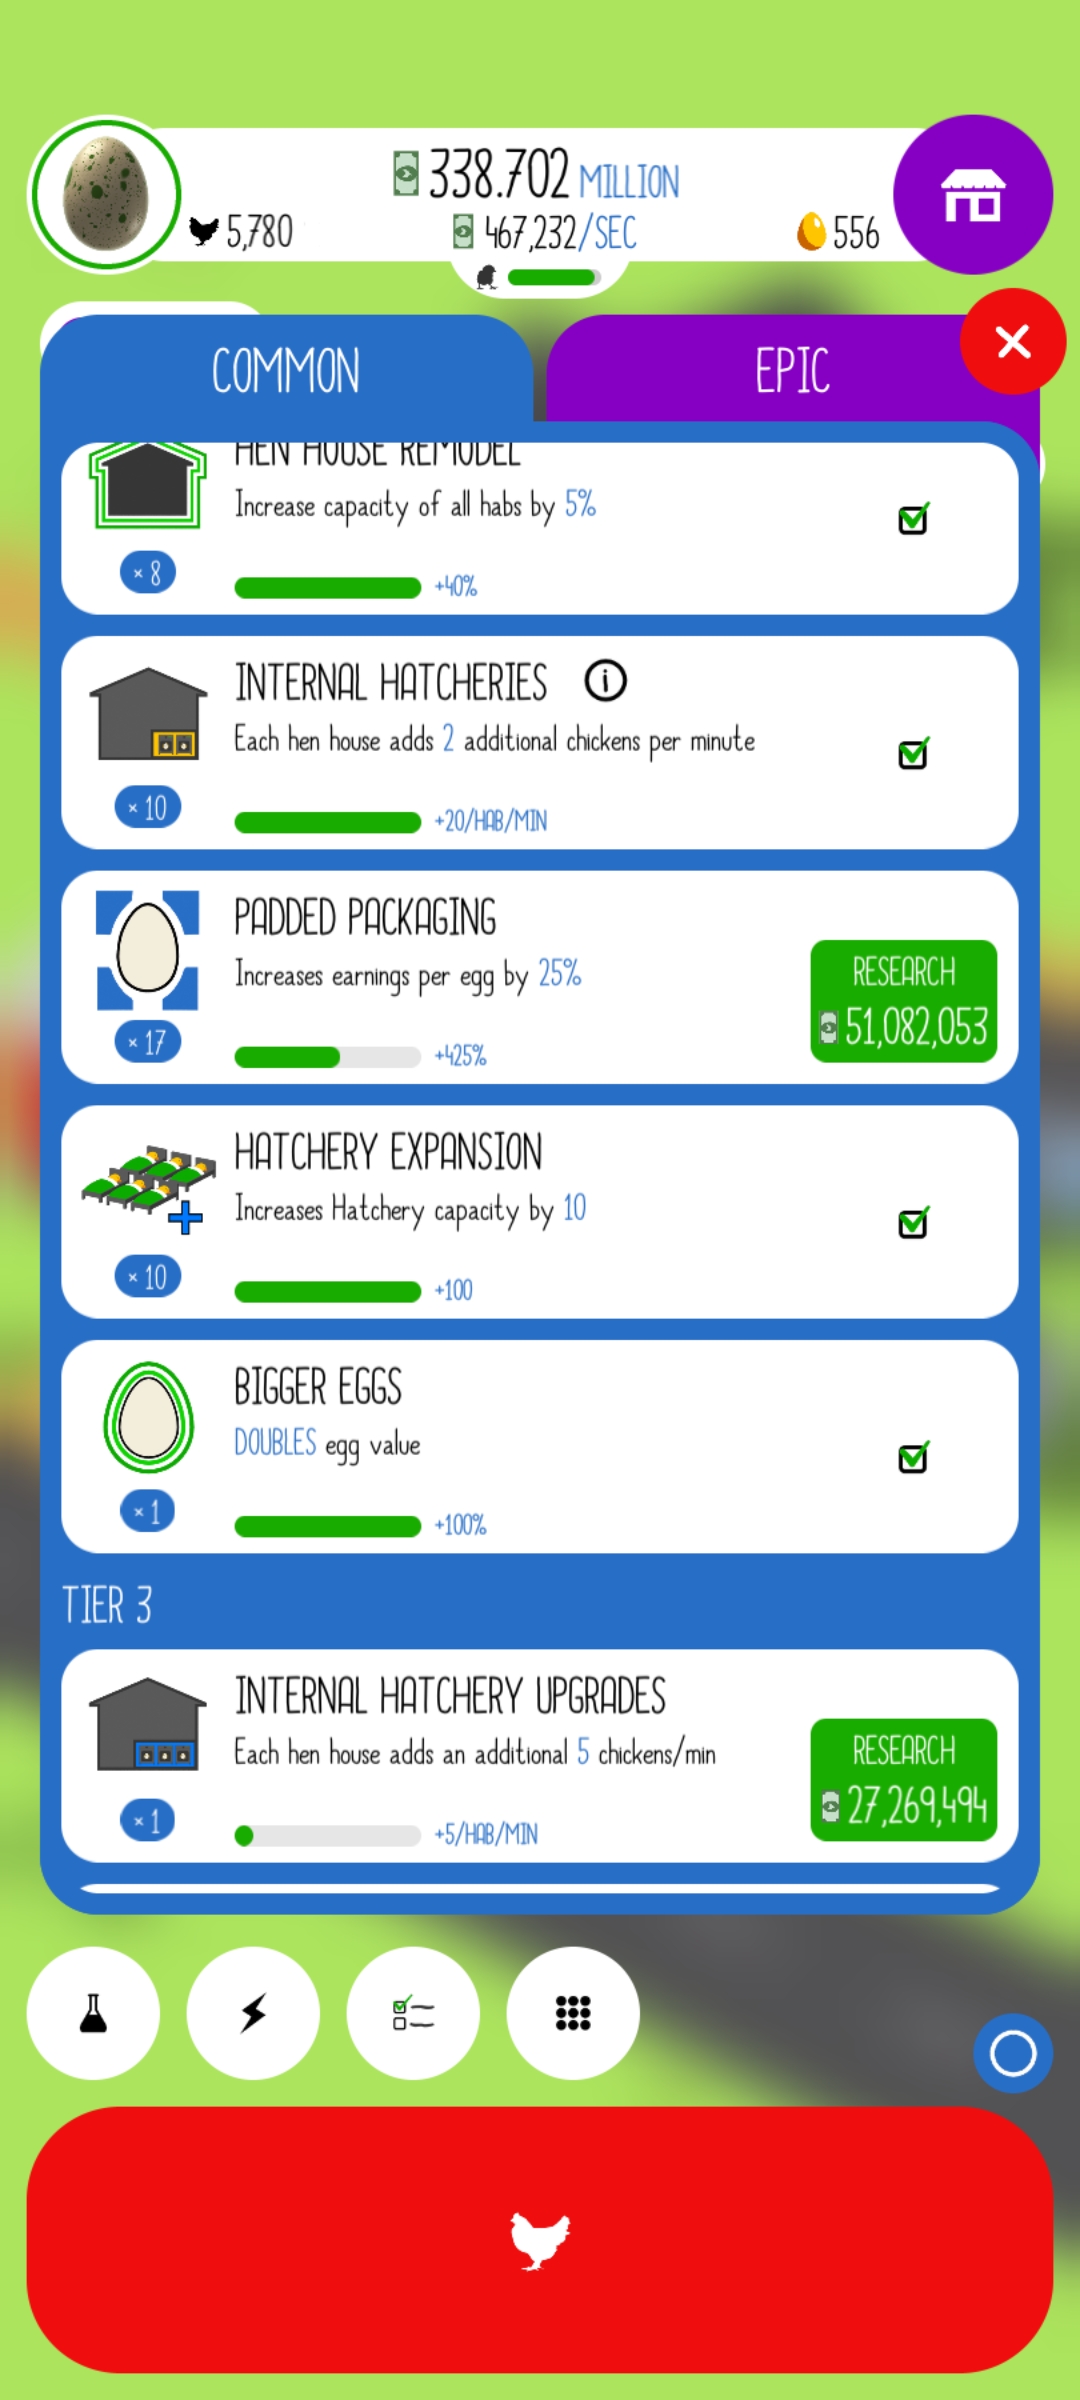 338.702 MILLION
5,780
467,232/SEC
556
COMMON
EPIC
HEN HOUSE REMODEL
Increase capacity of all habs by 5%
× 8
+40%
INTERNAL HATCHERIES i
Each hen house adds 2 additional chickens per minute
× 10
+20/HAB/MIN
PADDED PACKAGING
Increases earnings per egg by 25%
RESEARCH
51,082,053
× 17
+425%
HATCHERY EXPANSION
Increases Hatchery capacity by 10
× 10
+100
BIGGER EGGS
DOUBLES egg value
× 1
+100%
TIER 3
INTERNAL HATCHERY UPGRADES
Each hen house adds an additional 5 chickens/min
RESEARCH
27,269,494
× 1
+5/HAB/MIN